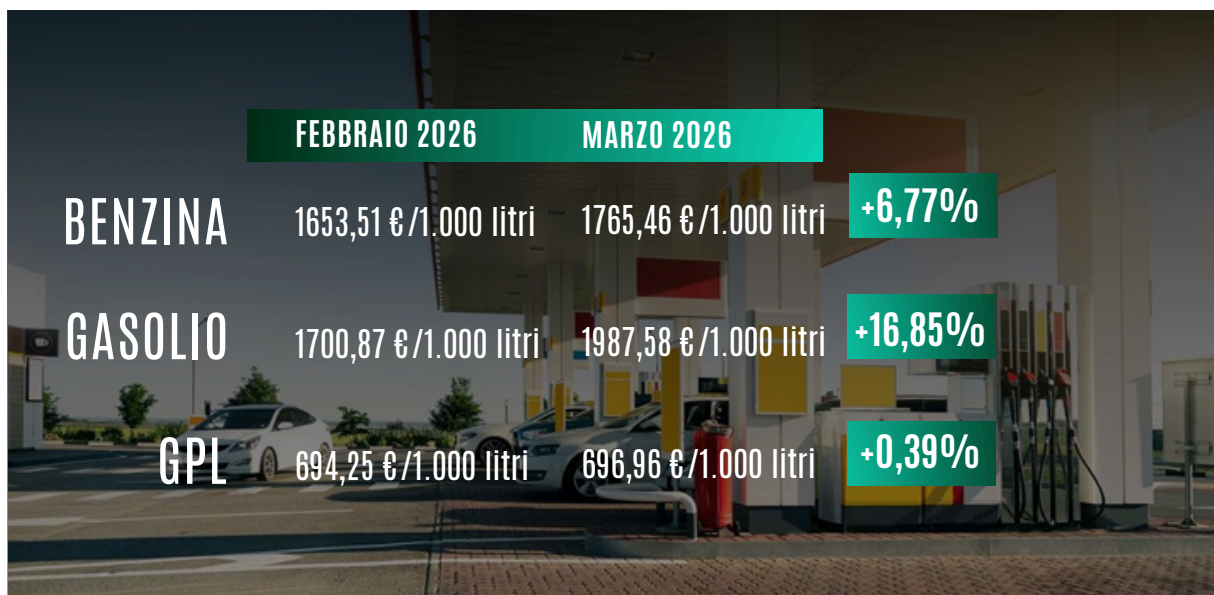 FEBBRAIO 2026 MARZO 2026
BENZINA 1653,51 €/1.000 litri 1765,46 €/1.000 litri +6,77%
GASOLIO 1700,87 €/1.000 litri 1987,58 €/1.000 litri +16,85%
GPL 694,25 €/1.000 litri 696,96 €/1.000 litri +0,39%